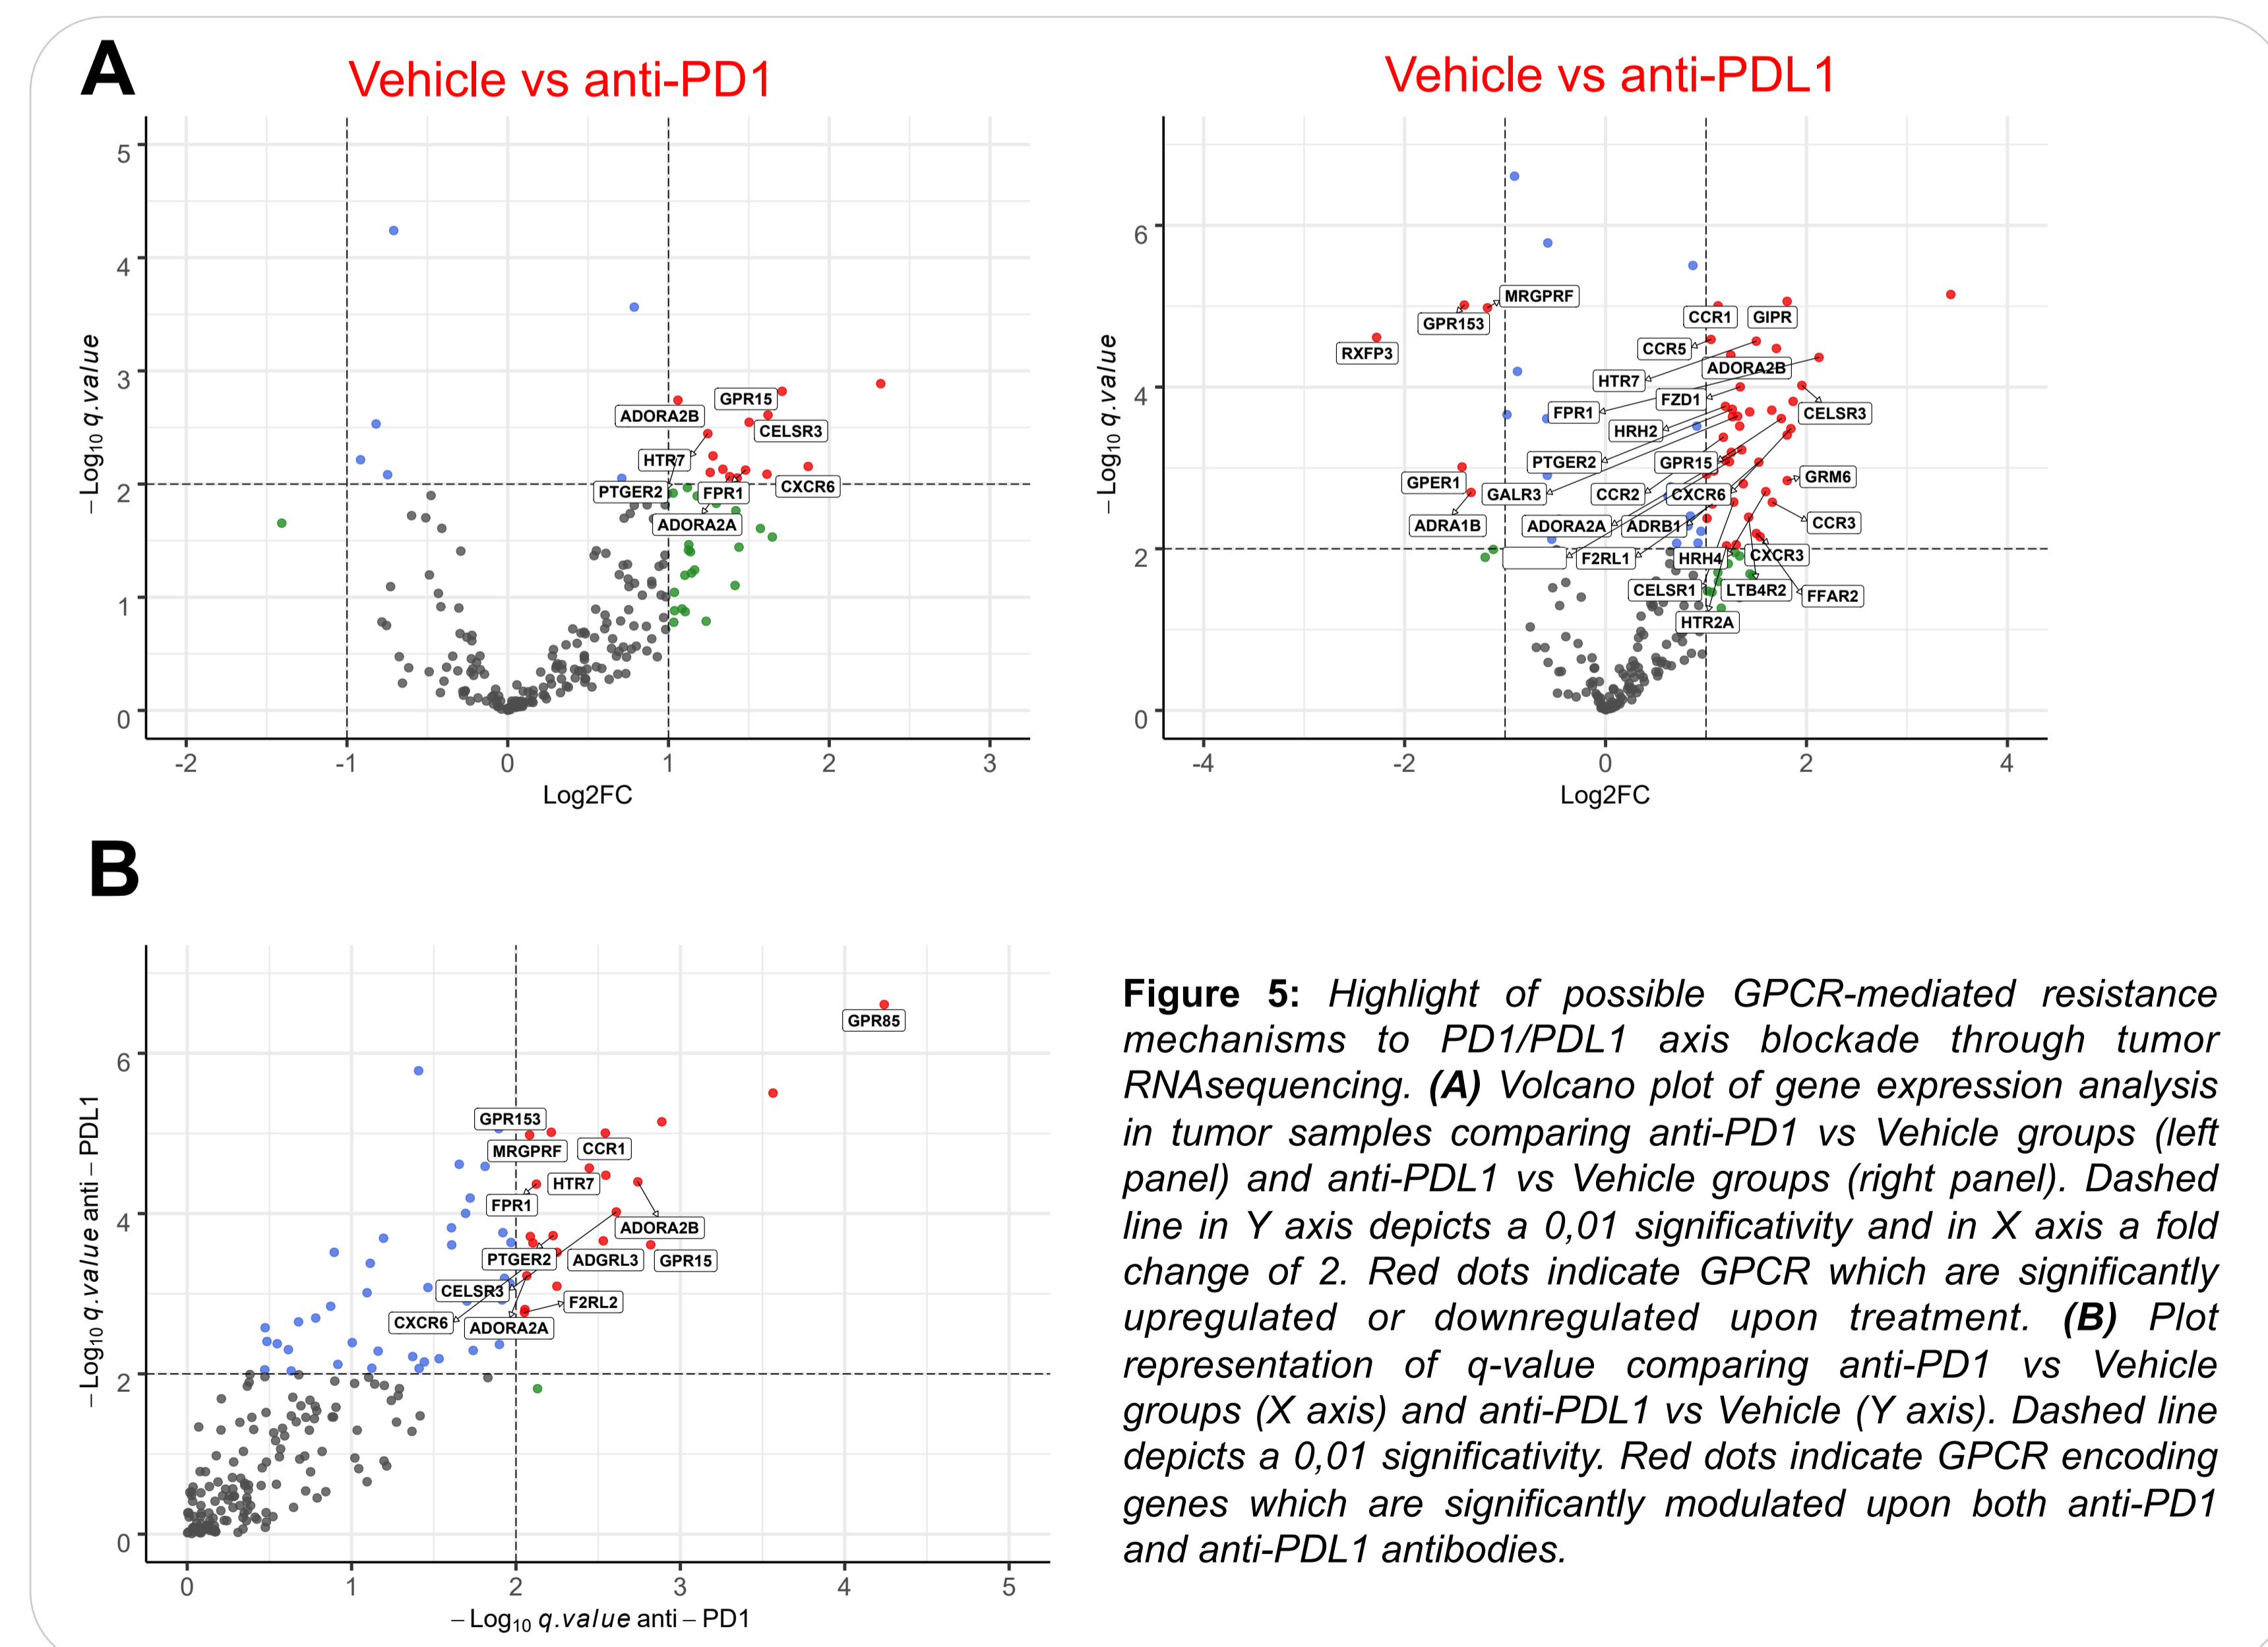 A
Vehicle vs anti-PD1
Vehicle vs anti-PDL1
5
4
3
2
1
0
-2
-1
0
1
2
3
– Log10 q.value
Log2FC
ADORA2B
GPR15
CELSR3
HTR7
PTGER2
FPR1
CXCR6
ADORA2A
6
4
2
0
-4
-2
0
2
4
– Log10 q.value
Log2FC
MRGPRF
GPR153
RXFP3
CCR1
GIPR
CCR5
ADORA2B
HTR7
FZD1
FPR1
CELSR3
HRH2
PTGER2
GPR15
GPER1
GALR3
CCR2
CXCR6
GRM6
ADRA1B
ADORA2A
ADRB1
CCR3
F2RL1
HRH4
CXCR3
CELSR1
LTB4R2
FFAR2
HTR2A
B
6
4
2
0
0
1
2
3
4
5
– Log10 q.value anti – PDL1
– Log10 q.value anti – PD1
GPR85
GPR153
MRGPRF
CCR1
HTR7
FPR1
ADORA2B
PTGER2
ADGRL3
GPR15
CELSR3
F2RL2
CXCR6
ADORA2A
Figure 5: Highlight of possible GPCR-mediated resistance
mechanisms to PD1/PDL1 axis blockade through tumor
RNAsequencing. (A) Volcano plot of gene expression analysis
in tumor samples comparing anti-PD1 vs Vehicle groups (left
panel) and anti-PDL1 vs Vehicle groups (right panel). Dashed
line in Y axis depicts a 0,01 significativity and in X axis a fold
change of 2. Red dots indicate GPCR which are significantly
upregulated or downregulated upon treatment. (B) Plot
representation of q-value comparing anti-PD1 vs Vehicle
groups (X axis) and anti-PDL1 vs Vehicle (Y axis). Dashed line
depicts a 0,01 significativity. Red dots indicate GPCR encoding
genes which are significantly modulated upon both anti-PD1
and anti-PDL1 antibodies.